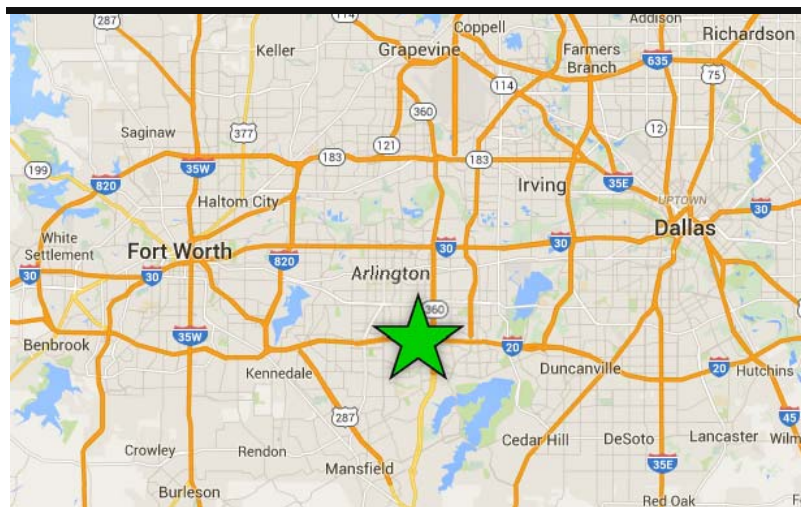 287
114
Coppell
Addison
Richardson
Keller
Grapevine
Farmers
Branch
635
75
114
360
Saginaw
377
12
121
183
183
199
820
35W
35E
Irving
Haltom City
UPTOWN
30
White
Settlement
Fort Worth
30
30
Dallas
820
30
30
Arlington
360
35W
Benbrook
20
Kennedale
Duncanville
20
Hutchins
287
45
Crowley
Rendon
Mansfield
Cedar Hill
DeSoto
Lancaster
Wilm
35E
Burleson
Red Oak